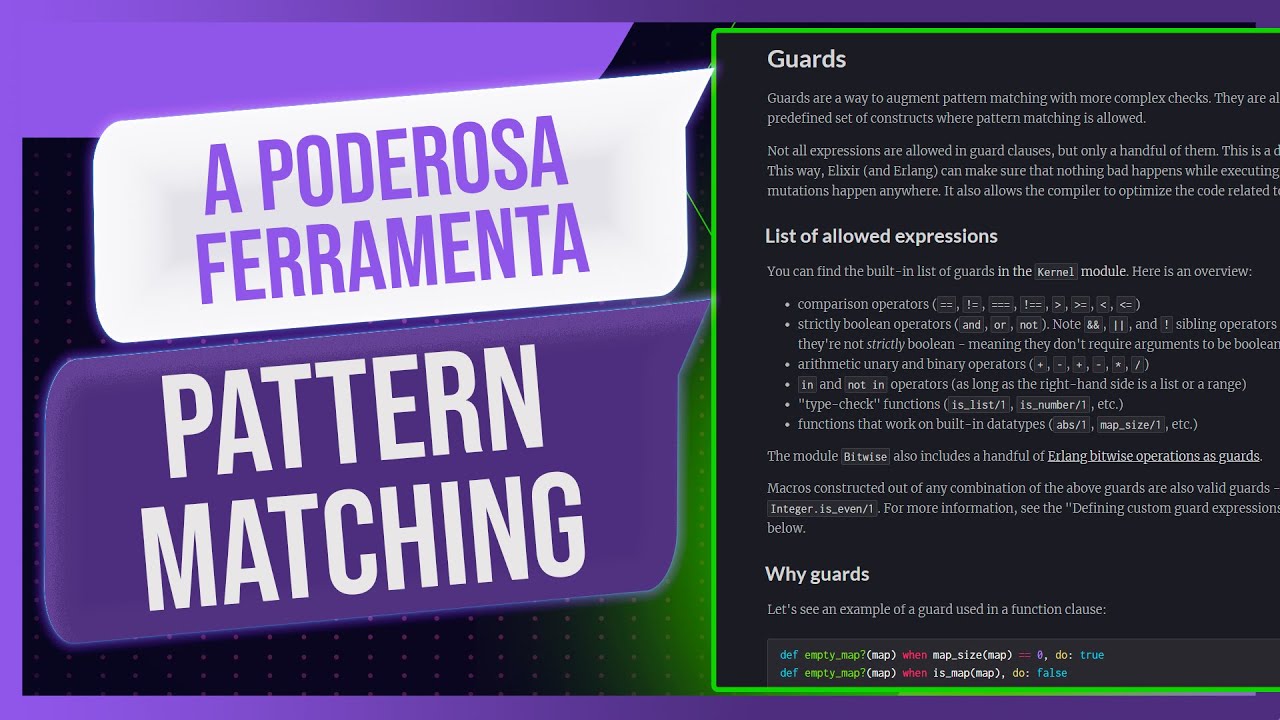 A PODEROSA
FERRAMENTA
PATTERN
MATCHING
Guards
Guards are a way to augment pattern matching with more complex checks. They are al
predefined set of constructs where pattern matching is allowed.
Not all expressions are allowed in guard clauses, but only a handful of them. This is a d
This way, Elixir (and Erlang) can make sure that nothing bad happens while executing
mutations happen anywhere. It also allows the compiler to optimize the code related to
List of allowed expressions
You can find the built-in list of guards in the Kernel module. Here is an overview:
• comparison operators (==, !=, ===, !==, >, >=, <, <=)
• strictly boolean operators (and, or, not). Note &&, ||, and ! sibling operators
they're not strictly boolean - meaning they don't require arguments to be boolean
• arithmetic unary and binary operators (+, -, +, -, *, /)
• in and not in operators (as long as the right-hand side is a list or a range)
• "type-check" functions (is_list/1, is_number/1, etc.)
• functions that work on built-in datatypes (abs/1, map_size/1, etc.)
The module Bitwise also includes a handful of Erlang bitwise operations as guards.
Macros constructed out of any combination of the above guards are also valid guards -
Integer.is_even/1. For more information, see the "Defining custom guard expressions
below.
Why guards
Let's see an example of a guard used in a function clause:
def empty_map?(map) when map_size(map) == 0, do: true
def empty_map?(map) when is_map(map), do: false